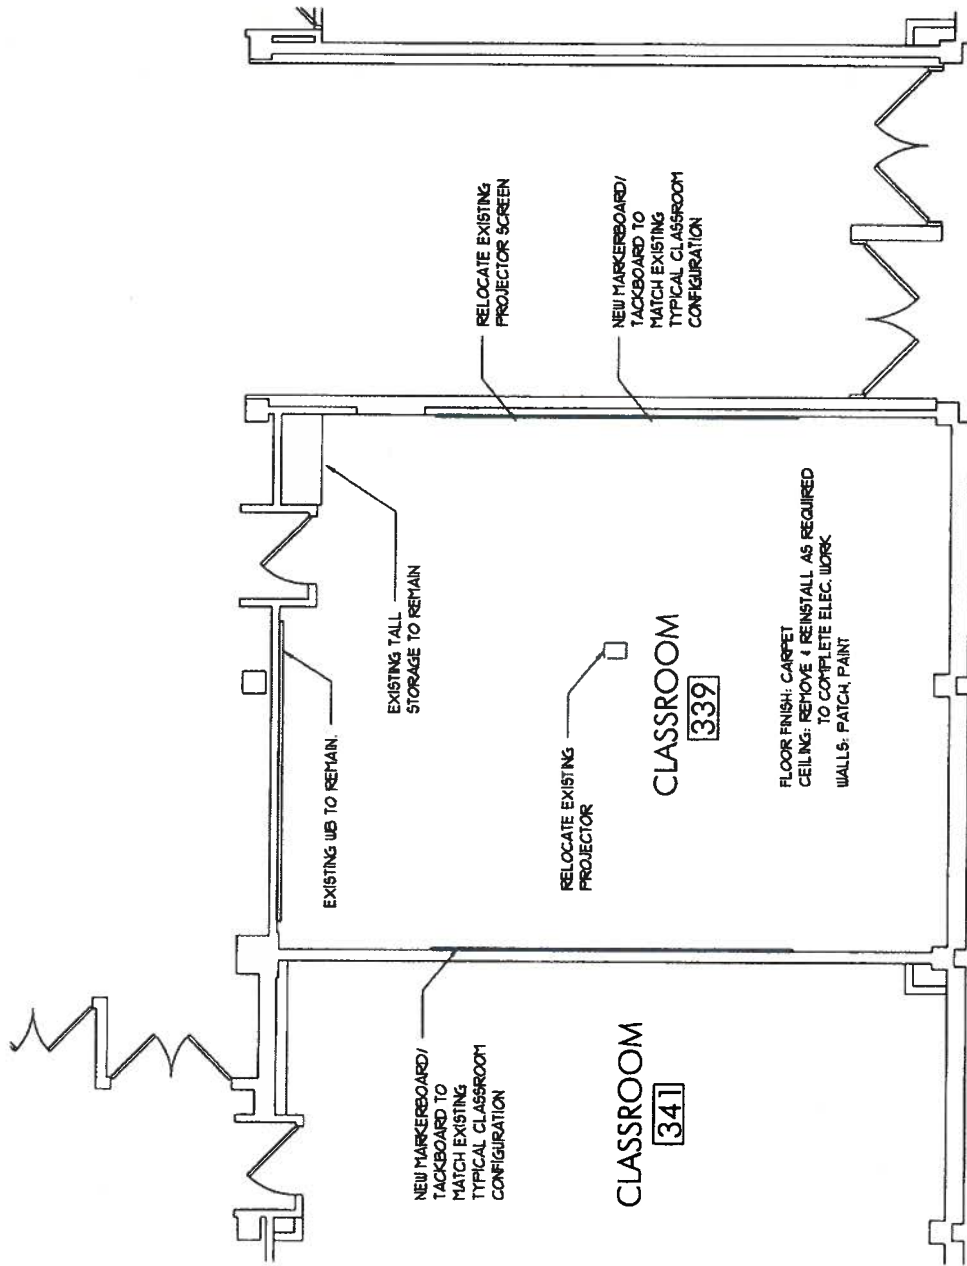 RELOCATE EXISTING
PROJECTOR SCREEN
NEW MARKERBOARD/
TACKBOARD TO
MATCH EXISTING
TYPICAL CLASSROOM
CONFIGURATION
EXISTING TALL
STORAGE TO REMAIN
EXISTING WB TO REMAIN.
RELOCATE EXISTING
PROJECTOR
CLASSROOM
339
FLOOR FINISH: CARPET
CEILING: REMOVE & REINSTALL AS REQUIRED
TO COMPLETE ELEC. WORK
WALLS: PATCH, PAINT
NEW MARKERBOARD/
TACKBOARD TO
MATCH EXISTING
TYPICAL CLASSROOM
CONFIGURATION
CLASSROOM
341